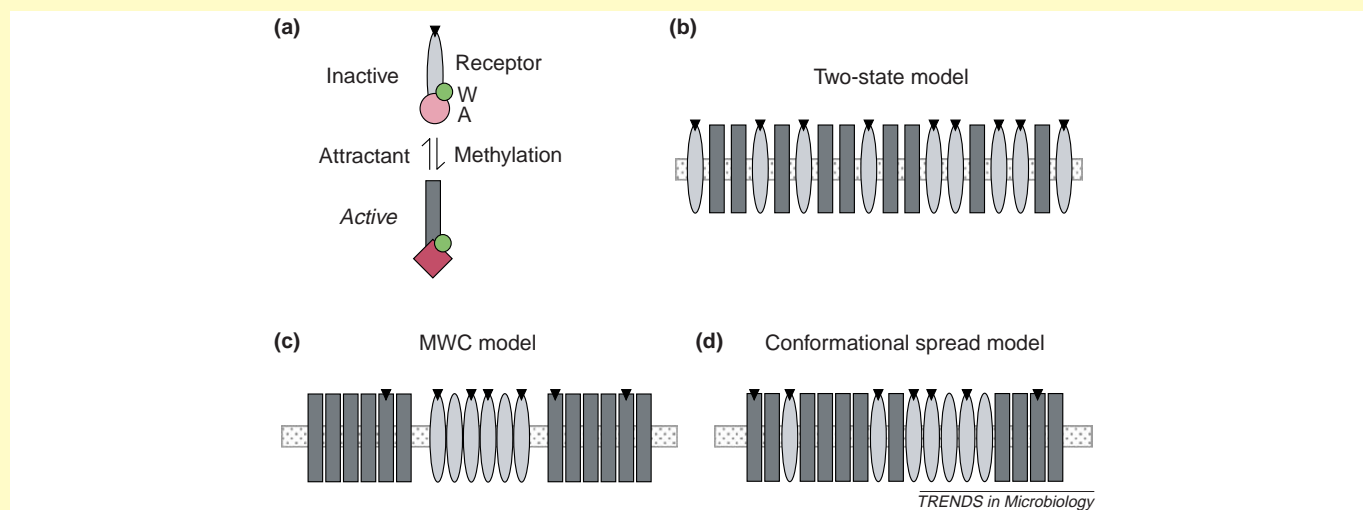 (a)
Inactive
Receptor
W
A
Attractant
Methylation
Active
(b)
Two-state model
(c)
MWC model
(d)
Conformational spread model
TRENDS in Microbiology